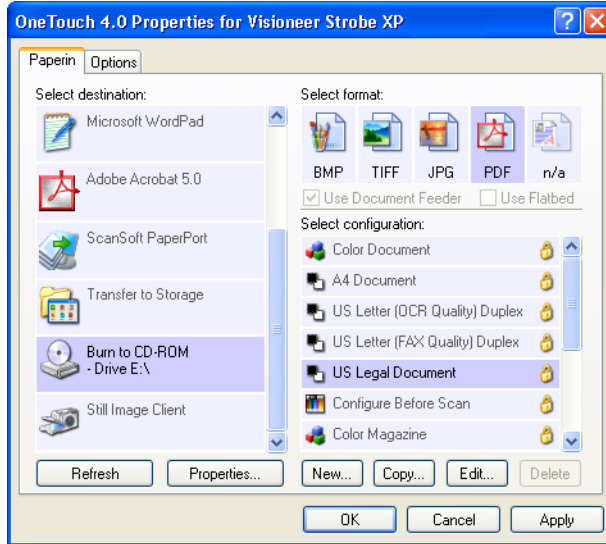 OneTouch 4.0 Properties for Visioneer Strobe XP
Paperin
Options
Select destination:
Microsoft WordPad
Adobe Acrobat 5.0
ScanSoft PaperPort
Transfer to Storage
Burn to CD-ROM
- Drive E:\
Still Image Client
Refresh
Properties...
Select format:
BMP TIFF JPG PDF n/a
Use Document Feeder
Use Flatbed
Select configuration:
Color Document
A4 Document
US Letter (OCR Quality) Duplex
US Letter (FAX Quality) Duplex
US Legal Document
Configure Before Scan
Color Magazine
New... Copy... Edit... Delete
OK Cancel Apply